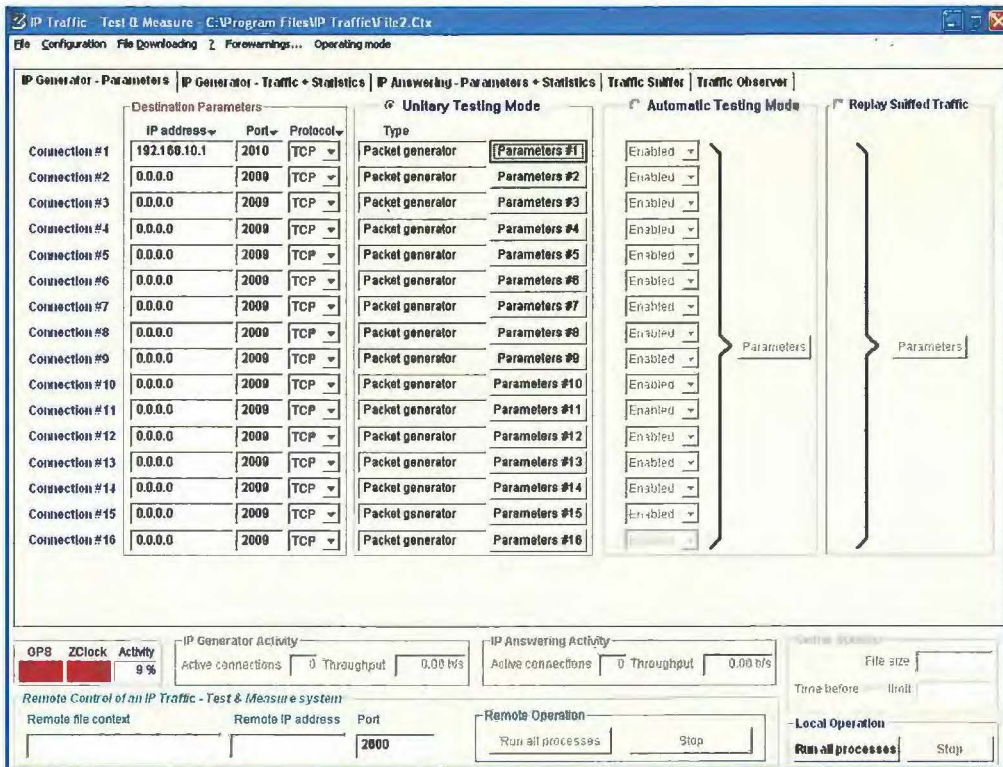 IP Traffic - Test & Measure - C:\Program Files\IP Traffic\File2.Ctx
File Configuration File Downloading ? Forewarnings... Operating mode
IP Generator - Parameters IP Generator - Traffic + Statistics IP Answering - Parameters + Statistics Traffic Sniffer Traffic Observer
Destination Parameters Unitary Testing Mode Automatic Testing Mode Replay Sniffed Traffic
IP address Port Protocol Type
Connection #1 192.168.10.1 2010 TCP Packet generator Parameters #1 Enabled
Connection #2 0.0.0.0 2009 TCP Packet generator Parameters #2 Enabled
Connection #3 0.0.0.0 2009 TCP Packet generator Parameters #3 Enabled
Connection #4 0.0.0.0 2009 TCP Packet generator Parameters #4 Enabled
Connection #5 0.0.0.0 2009 TCP Packet generator Parameters #5 Enabled
Connection #6 0.0.0.0 2009 TCP Packet generator Parameters #6 Enabled
Connection #7 0.0.0.0 2009 TCP Packet generator Parameters #7 Enabled
Connection #8 0.0.0.0 2009 TCP Packet generator Parameters #8 Enabled
Connection #9 0.0.0.0 2009 TCP Packet generator Parameters #9 Enabled Parameters Parameters
Connection #10 0.0.0.0 2009 TCP Packet generator Parameters #10 Enabled
Connection #11 0.0.0.0 2009 TCP Packet generator Parameters #11 Enabled
Connection #12 0.0.0.0 2009 TCP Packet generator Parameters #12 Enabled
Connection #13 0.0.0.0 2009 TCP Packet generator Parameters #13 Enabled
Connection #14 0.0.0.0 2009 TCP Packet generator Parameters #14 Enabled
Connection #15 0.0.0.0 2009 TCP Packet generator Parameters #15 Enabled
Connection #16 0.0.0.0 2009 TCP Packet generator Parameters #16
GPS ZClock Activity
9 %
IP Generator Activity
Active connections 0 Throughput 0.00 b/s
IP Answering Activity
Active connections 0 Throughput 0.00 b/s
File size
Time before limit
Remote Control of an IP Traffic - Test & Measure system
Remote file context Remote IP address Port
2600
Remote Operation
Run all processes Stop
Local Operation
Run all processes Stop